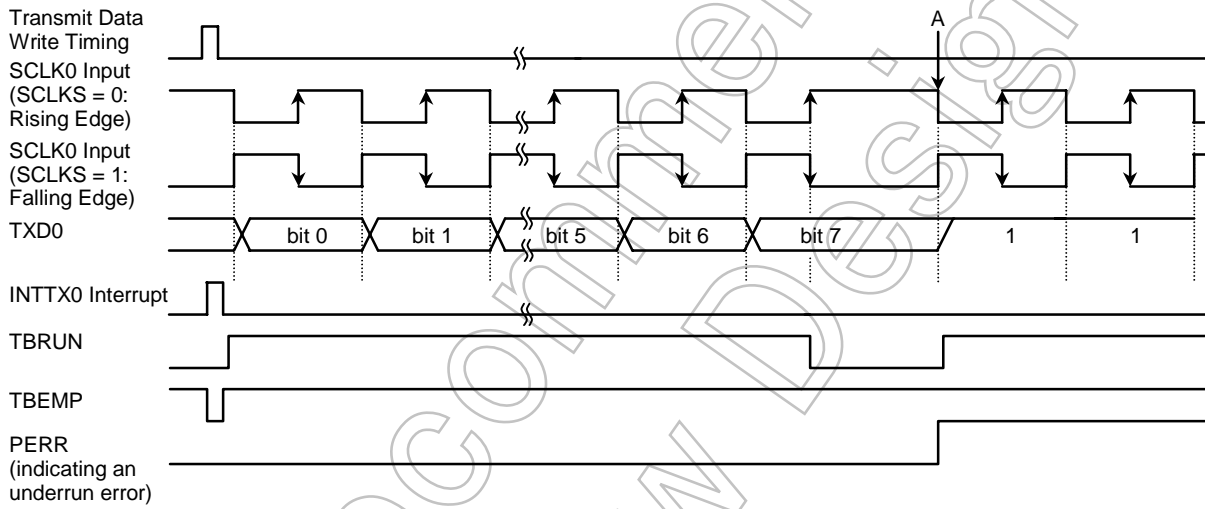 Transmit Data
Write Timing
A
SCLK0 Input
(SCLKS = 0:
Rising Edge)
SCLK0 Input
(SCLKS = 1:
Falling Edge)
TXD0
bit 0
bit 1
bit 5
bit 6
bit 7
1
1
INTTX0 Interrupt
TBRUN
TBEMP
PERR
(indicating an
underrun error)